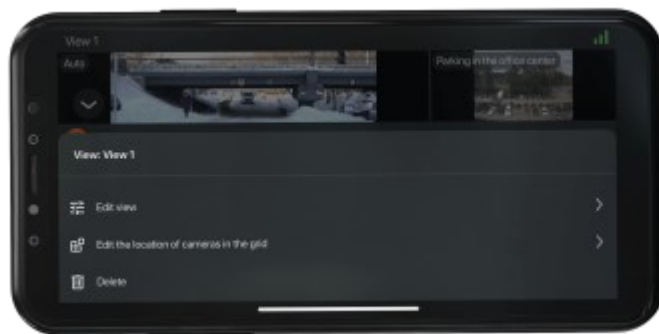 View 1
Auto
Parking in the office center
View: View 1
Edit view
Edit the location of cameras in the grid
Delete